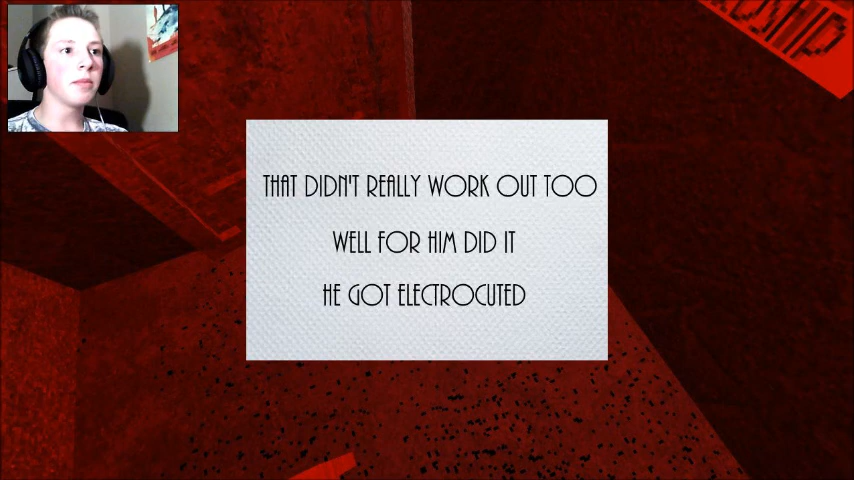 THAT DIDN'T REALLY WORK OUT TOO
WELL FOR HIM DID IT
HE GOT ELECTROCUTED